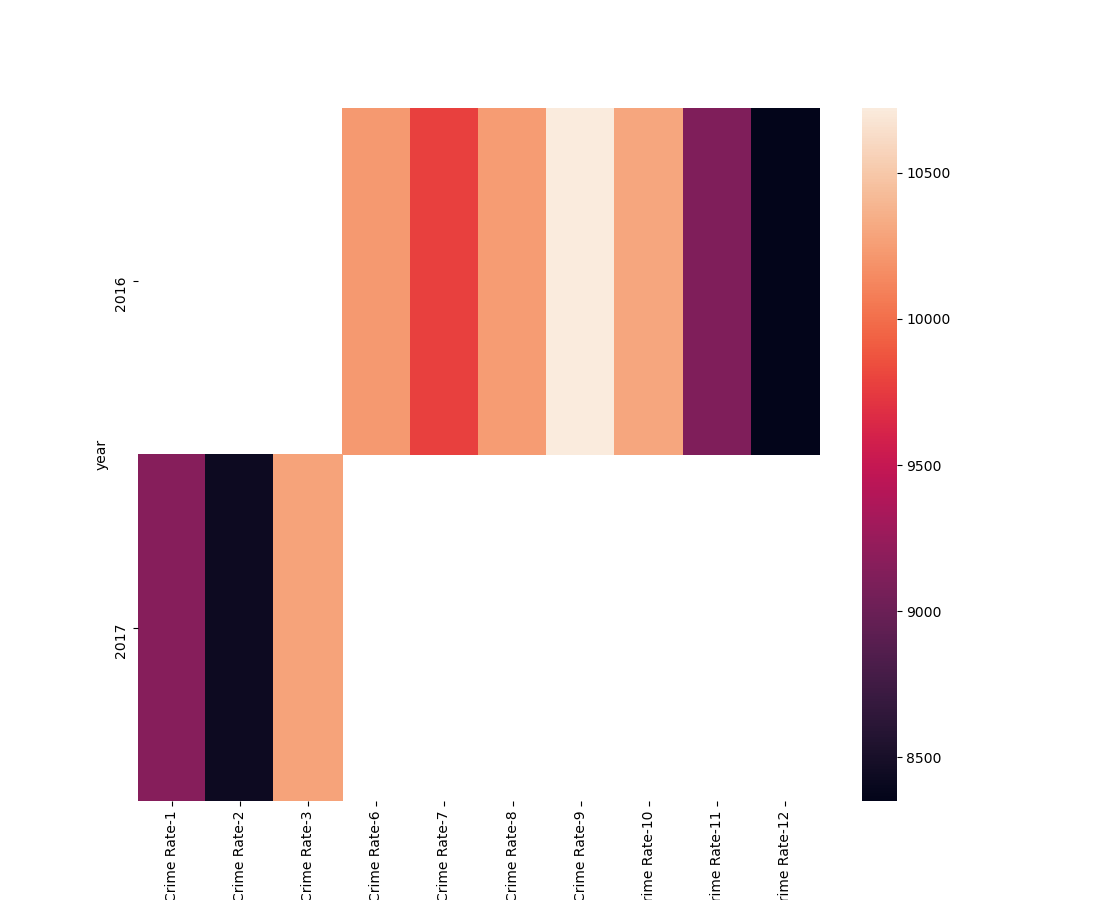 2016
2017
year
Crime Rate-1
Crime Rate-2
Crime Rate-3
Crime Rate-6
Crime Rate-7
Crime Rate-8
Crime Rate-9
rime Rate-10
rime Rate-11
rime Rate-12
10500
10000
9500
9000
8500